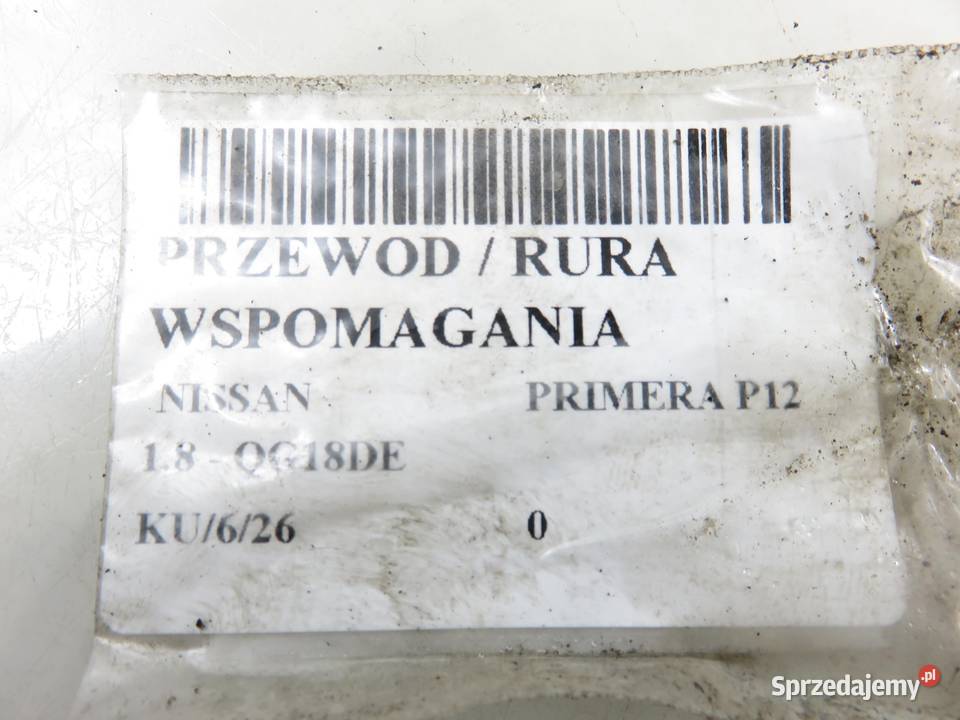 PRZEWOD / RURA
WSPOMAGANIA
NISSAN PRIMERA P12
1.8 - QG18DE
KU/6/26 0
Sprzedajemy.pl